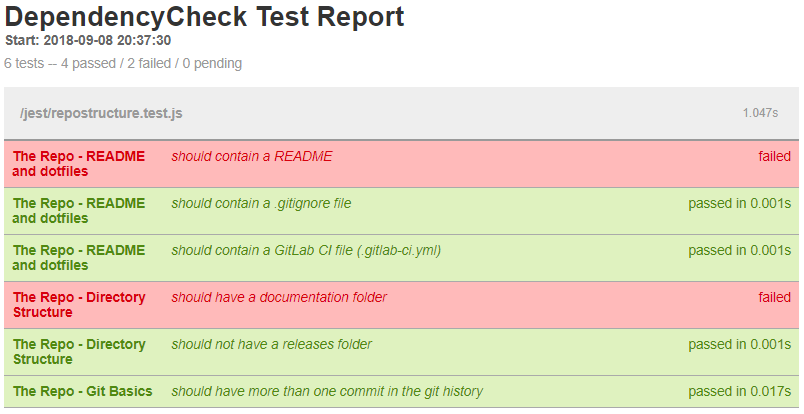 DependencyCheck Test Report
Start: 2018-09-08 20:37:30
6 tests -- 4 passed / 2 failed / 0 pending
/jest/repostructure.test.js 1.047s
The Repo - README should contain a README failed
and dotfiles
The Repo - README should contain a .gitignore file passed in 0.001s
and dotfiles
The Repo - README should contain a GitLab CI file (.gitlab-ci.yml) passed in 0.001s
and dotfiles
The Repo - Directory should have a documentation folder failed
Structure
The Repo - Directory should not have a releases folder passed in 0.001s
Structure
The Repo - Git Basics should have more than one commit in the git history passed in 0.017s